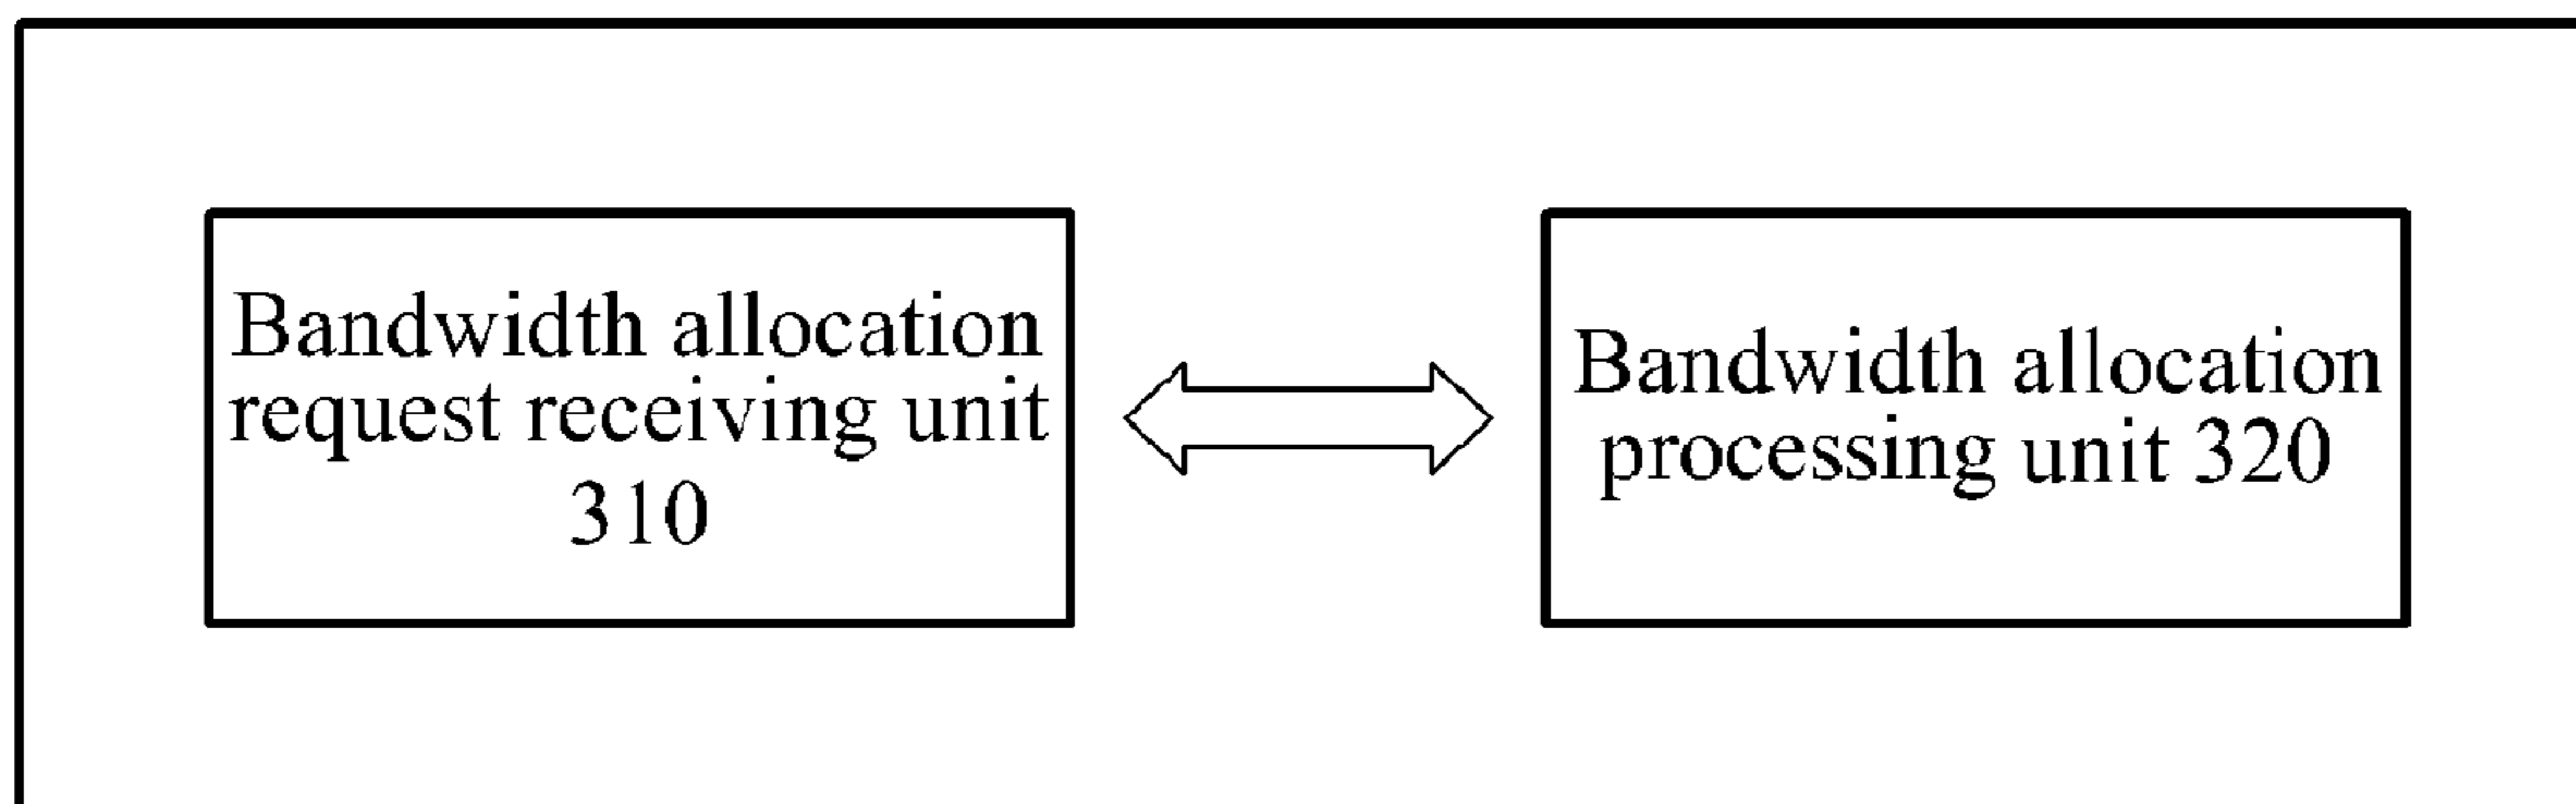 Bandwidth allocation
request receiving unit
310
Bandwidth allocation
processing unit 320